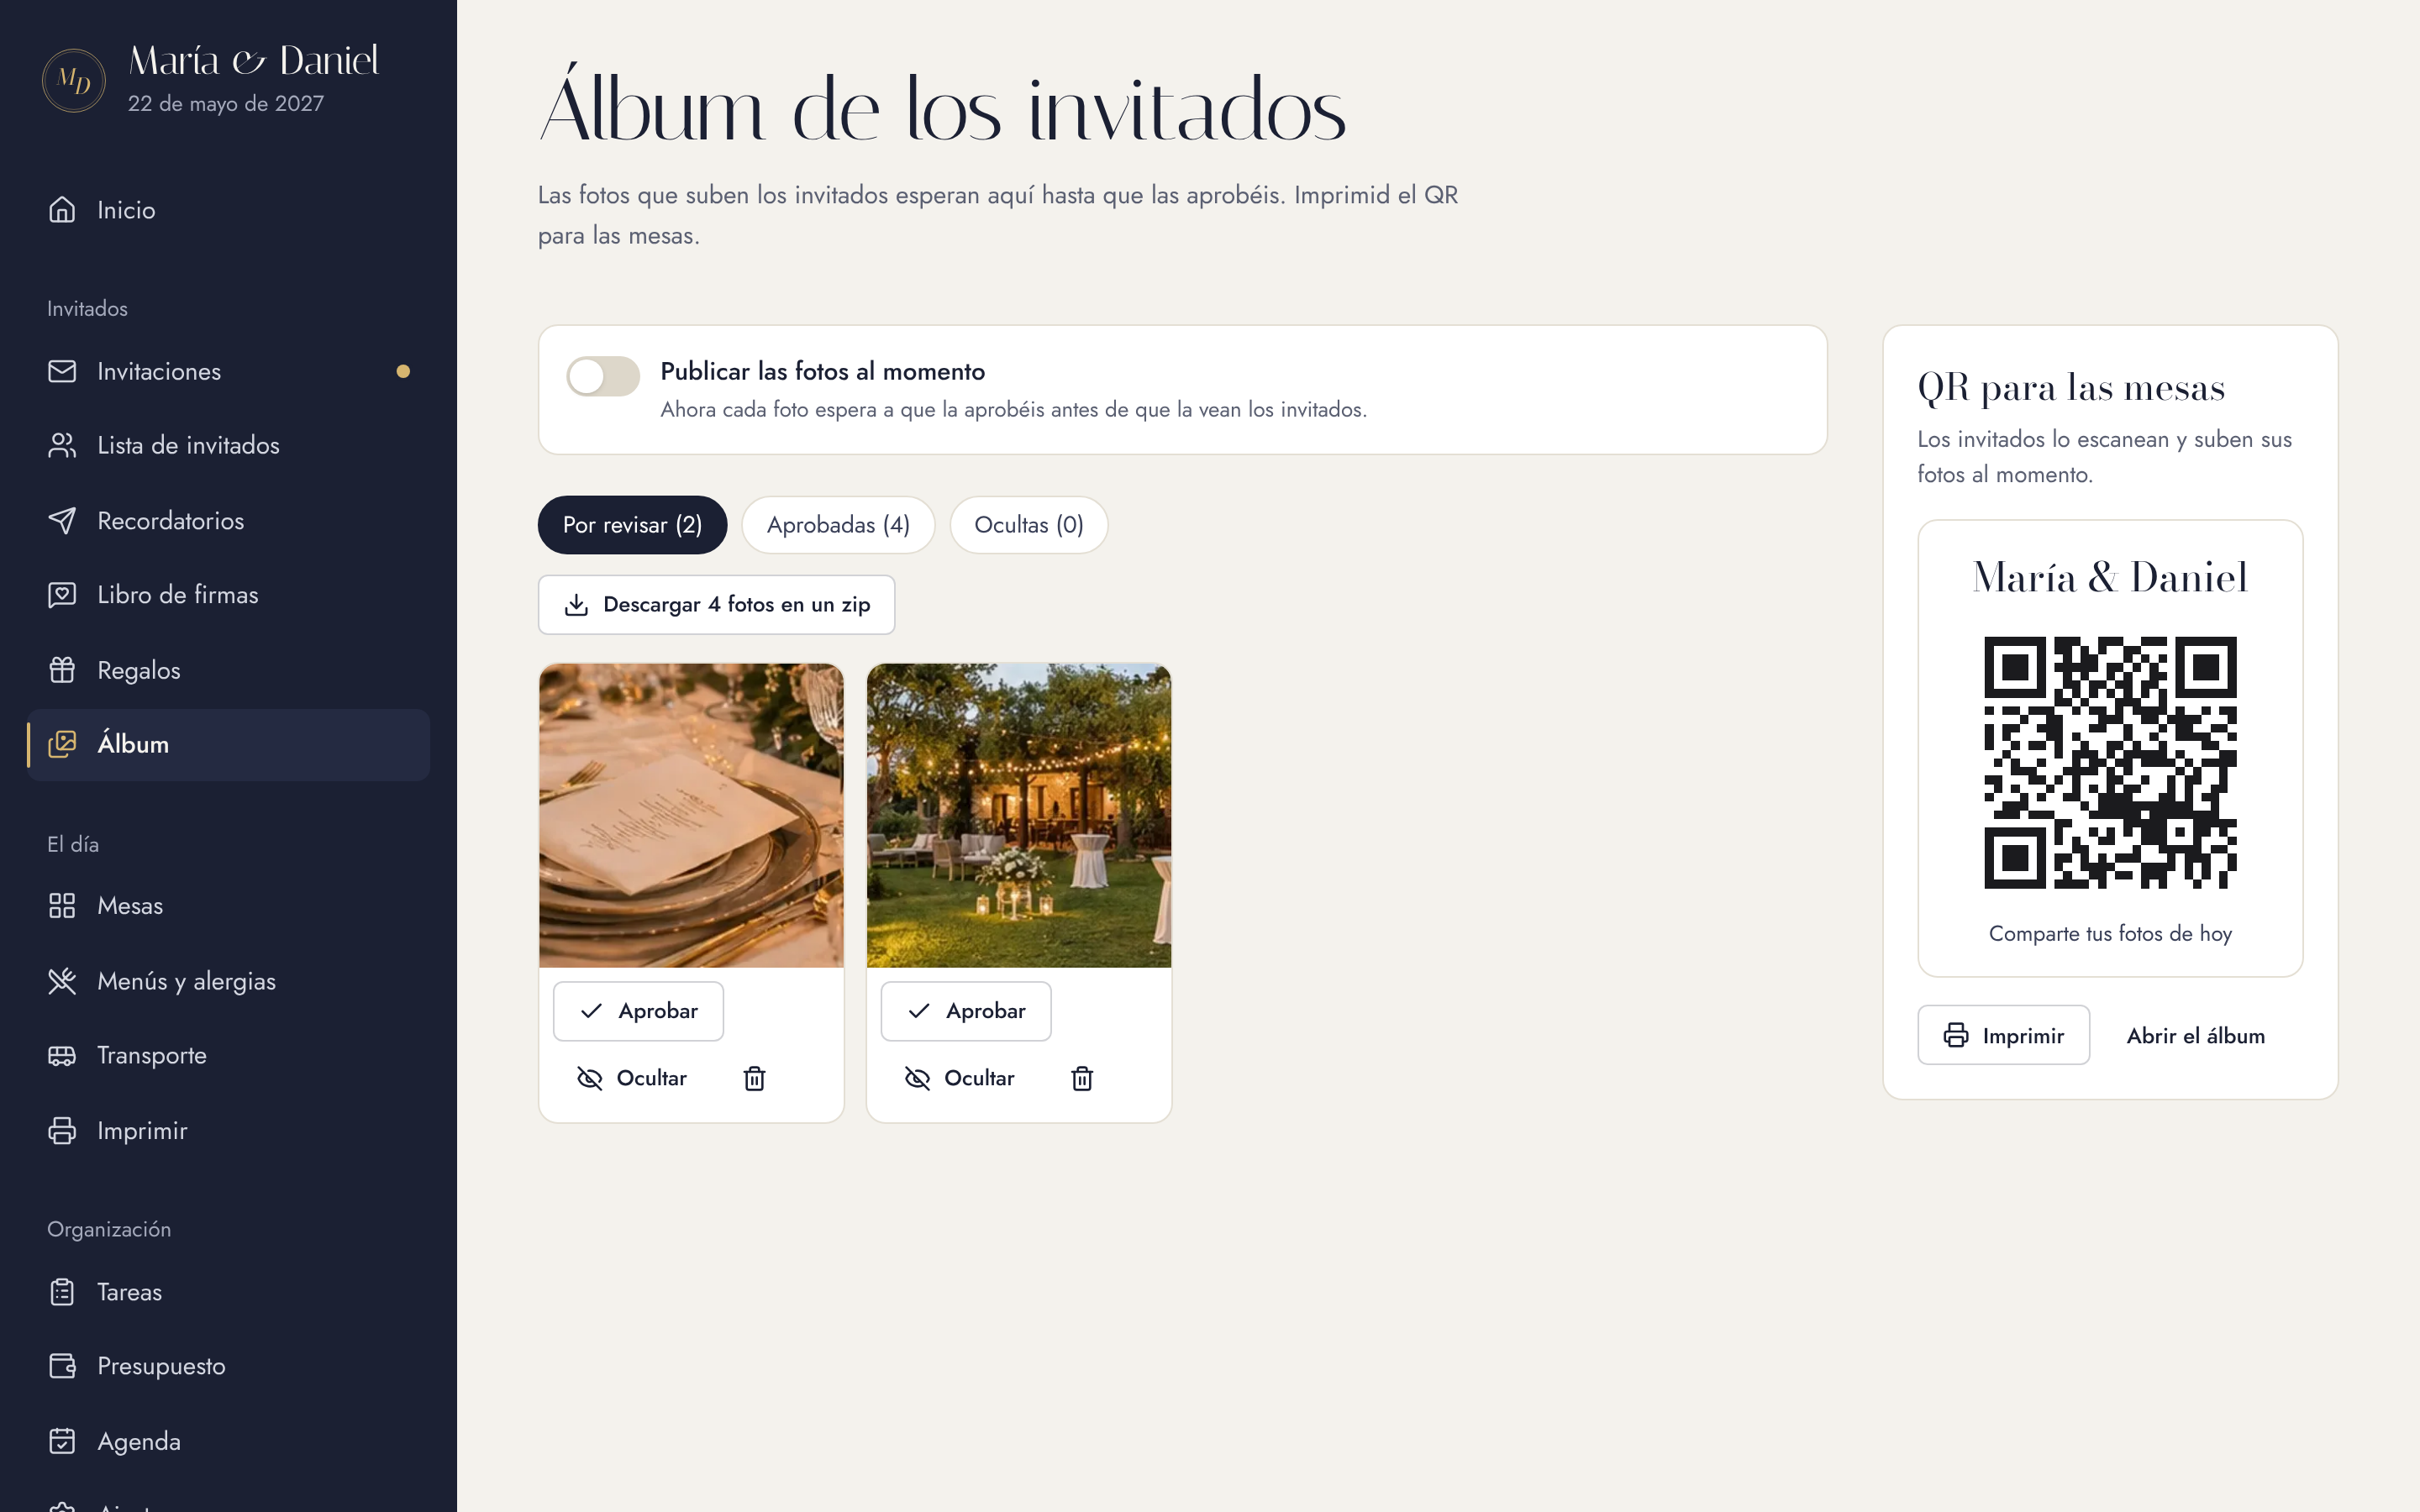 MD
María & Daniel
22 de mayo de 2027
Inicio
Invitados
Invitaciones
Lista de invitados
Recordatorios
Libro de firmas
Regalos
Álbum
El día
Mesas
Menús y alergias
Transporte
Imprimir
Organización
Tareas
Presupuesto
Agenda
Álbum de los invitados
Las fotos que suben los invitados esperan aquí hasta que las aprobéis. Imprimid el QR
para las mesas.
Publicar las fotos al momento
Ahora cada foto espera a que la aprobéis antes de que la vean los invitados.
Por revisar (2)
Aprobadas (4)
Ocultas (0)
Descargar 4 fotos en un zip
Aprobar
Ocultar
Aprobar
Ocultar
QR para las mesas
Los invitados lo escanean y suben sus
fotos al momento.
María & Daniel
Comparte tus fotos de hoy
Imprimir
Abrir el álbum